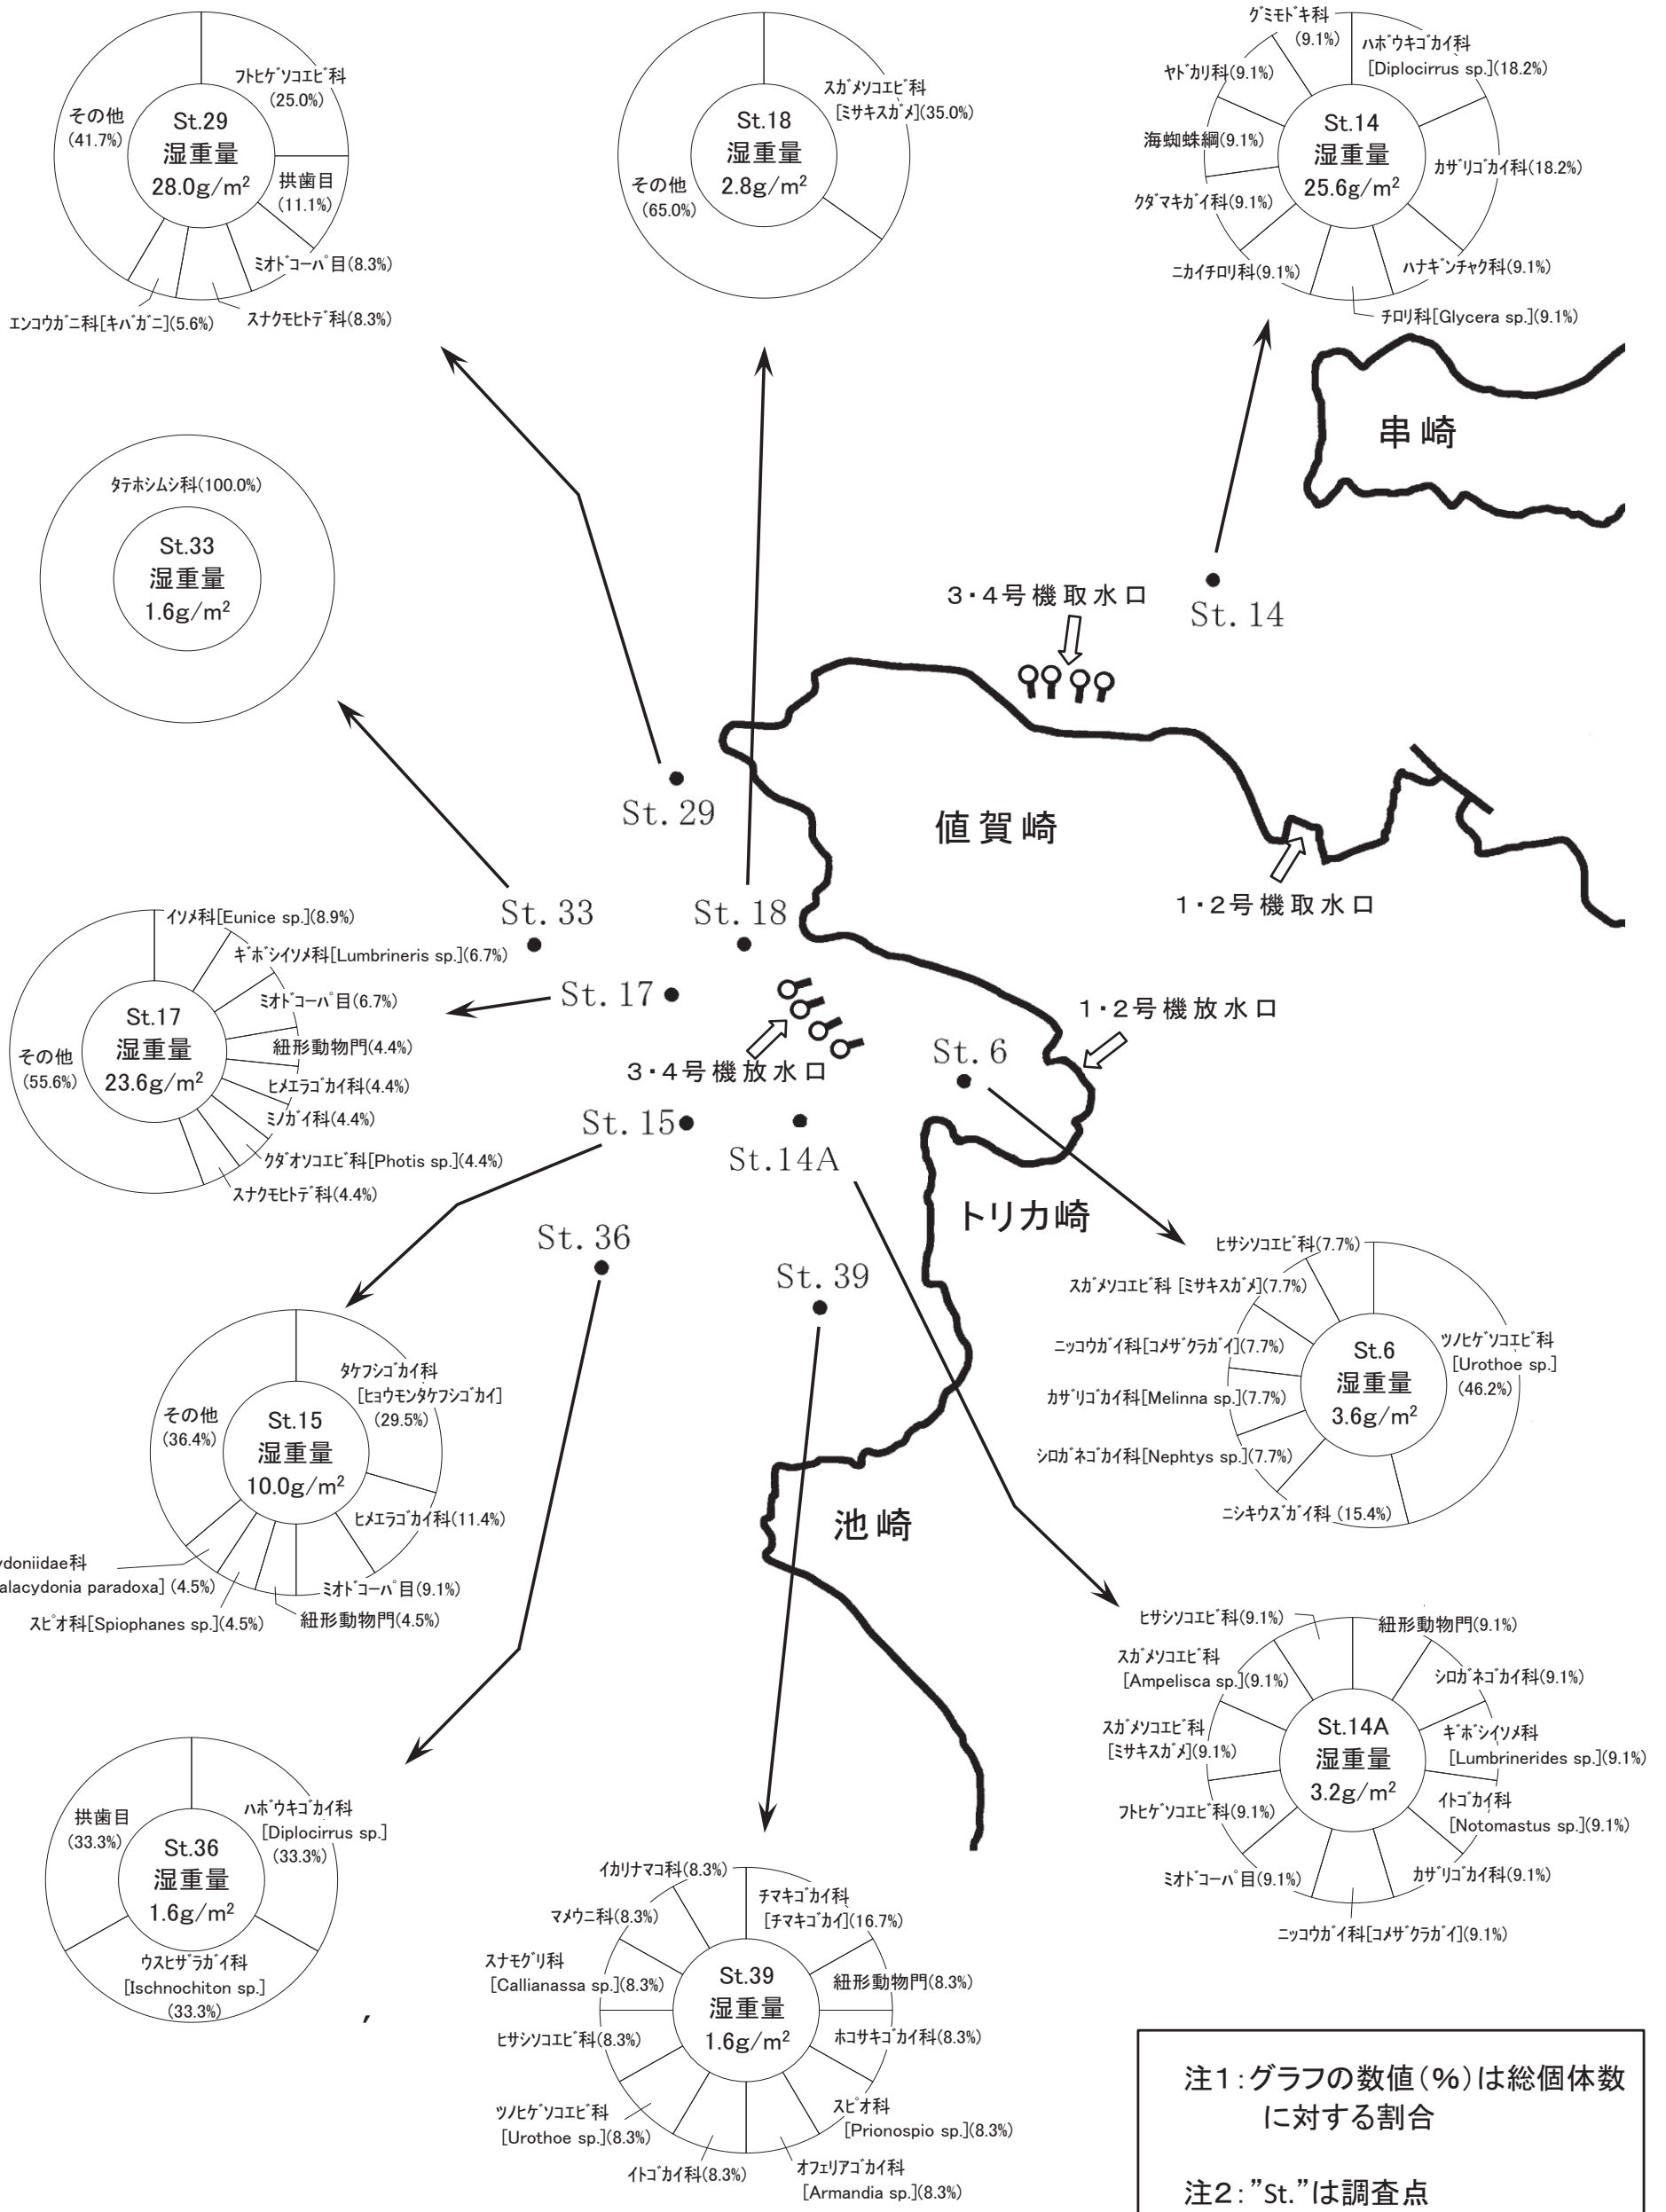 フトヒゲソコエビ科
(25.0%)
その他
(41.7%)
St.29
湿重量
28.0g/m²
拱歯目
(11.1%)
ミオドコーパ目(8.3%)
スナクモヒトデ科(8.3%)
エンコウガニ科[キバガニ](5.6%)
スガメソコエビ科
[ミサキスガメ](35.0%)
St.18
湿重量
2.8g/m²
その他
(65.0%)
グミモドキ科
(9.1%)
ハボウキゴカイ科
[Diplocirrus sp.](18.2%)
ヤドカリ科(9.1%)
海蜘蛛綱(9.1%)
St.14
湿重量
25.6g/m²
カザリゴカイ科(18.2%)
クダマキガイ科(9.1%)
ニカイチロリ科(9.1%)
ハナギンチャク科(9.1%)
チロリ科[Glycera sp.](9.1%)
串崎
タテホシムシ科(100.0%)
St.33
湿重量
1.6g/m²
3・4号機取水口
St. 14
St. 29
値賀崎
1・2号機取水口
St. 33
St. 18
St. 17
3・4号機放水口
1・2号機放水口
St. 6
St. 15
St. 14A
トリカ崎
St. 36
St. 39
池崎
イソメ科[Eunice sp.](8.9%)
ギボシイソメ科[Lumbrineris sp.](6.7%)
ミオドコーパ目(6.7%)
St.17
湿重量
23.6g/m²
紐形動物門(4.4%)
その他
(55.6%)
ヒメエラゴカイ科(4.4%)
ミノガイ科(4.4%)
クダオソコエビ科[Photis sp.](4.4%)
スナクモヒトデ科(4.4%)
タケフシゴカイ科
[ヒョウモンタケフシゴカイ]
(29.5%)
その他
(36.4%)
St.15
湿重量
10.0g/m²
ヒメエラゴカイ科(11.4%)
ミオドコーパ目(9.1%)
紐形動物門(4.5%)
スピオ科[Spiophanes sp.](4.5%)
ydoniidae科
alacydonia paradoxa] (4.5%)
ヒサシソコエビ科(7.7%)
スガメソコエビ科 [ミサキスガメ](7.7%)
ニッコウガイ科[コメザクラガイ](7.7%)
カザリゴカイ科[Melinna sp.](7.7%)
シロガネゴカイ科[Nephtys sp.](7.7%)
ニシキウズガイ科 (15.4%)
St.6
湿重量
3.6g/m²
ツノヒゲソコエビ科
[Urothoe sp.]
(46.2%)
ヒサシソコエビ科(9.1%)
紐形動物門(9.1%)
スガメソコエビ科
[Ampelisca sp.](9.1%)
シロガネゴカイ科(9.1%)
スガメソコエビ科
[ミサキスガメ](9.1%)
St.14A
湿重量
3.2g/m²
ギボシイソメ科
[Lumbrinerides sp.](9.1%)
フトヒゲソコエビ科(9.1%)
イトゴカイ科
[Notomastus sp.](9.1%)
ミオドコーパ目(9.1%)
カザリゴカイ科(9.1%)
ニッコウガイ科[コメザクラガイ](9.1%)
拱歯目
(33.3%)
ハボウキゴカイ科
[Diplocirrus sp.]
(33.3%)
St.36
湿重量
1.6g/m²
ウスヒザラガイ科
[Ischnochiton sp.]
(33.3%)
イカリナマコ科(8.3%)
チマキゴカイ科
[チマキゴカイ](16.7%)
マメウニ科(8.3%)
スナモグリ科
[Callianassa sp.](8.3%)
St.39
湿重量
1.6g/m²
紐形動物門(8.3%)
ホコサキゴカイ科(8.3%)
ヒサシソコエビ科(8.3%)
ツノヒゲソコエビ科
[Urothoe sp.](8.3%)
スピオ科
[Prionospio sp.](8.3%)
イトゴカイ科(8.3%)
オフェリアゴカイ科
[Armandia sp.](8.3%)
注1:グラフの数値(%)は総個体数
に対する割合
注2:”St.”は調査点